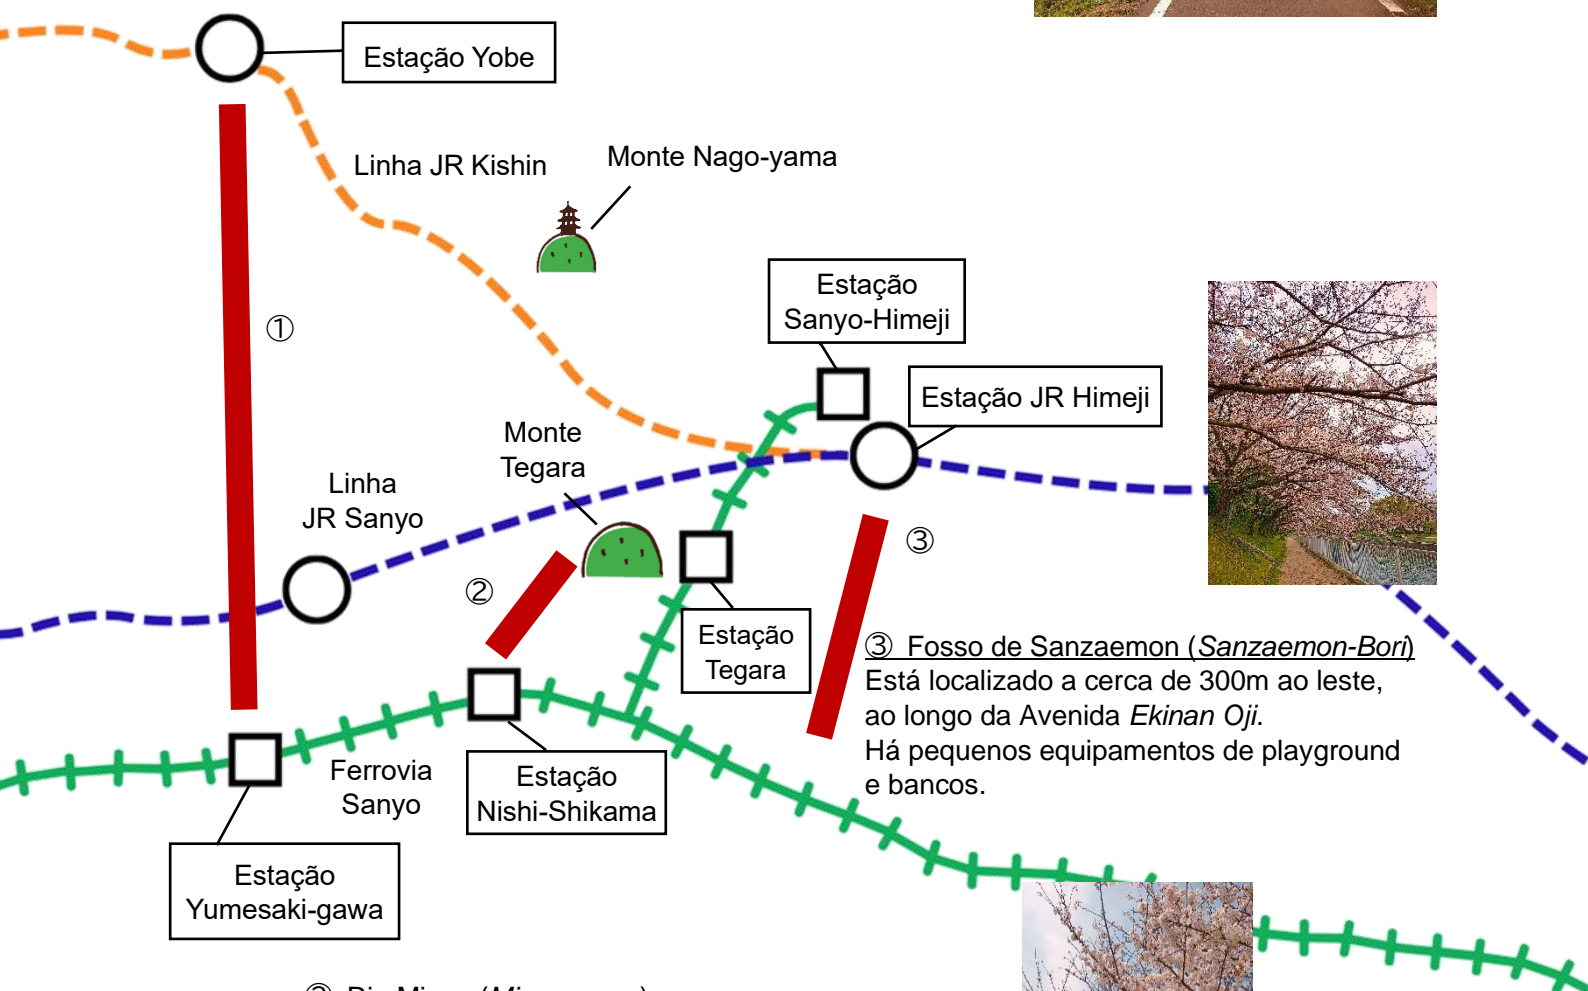 Estação Yobe
Linha JR Kishin
Monte Nago-yama
①
Estação
Sanyo-Himeji
Estação JR Himeji
Monte
Tegara
Linha
JR Sanyo
②
③
Estação
Tegara
③ Fosso de Sanzaemon (Sanzaemon-Bori)
Está localizado a cerca de 300m ao leste,
ao longo da Avenida Ekinan Oji.
Há pequenos equipamentos de playground
e bancos.
Ferrovia
Sanyo
Estação
Nishi-Shikama
Estação
Yumesaki-gawa